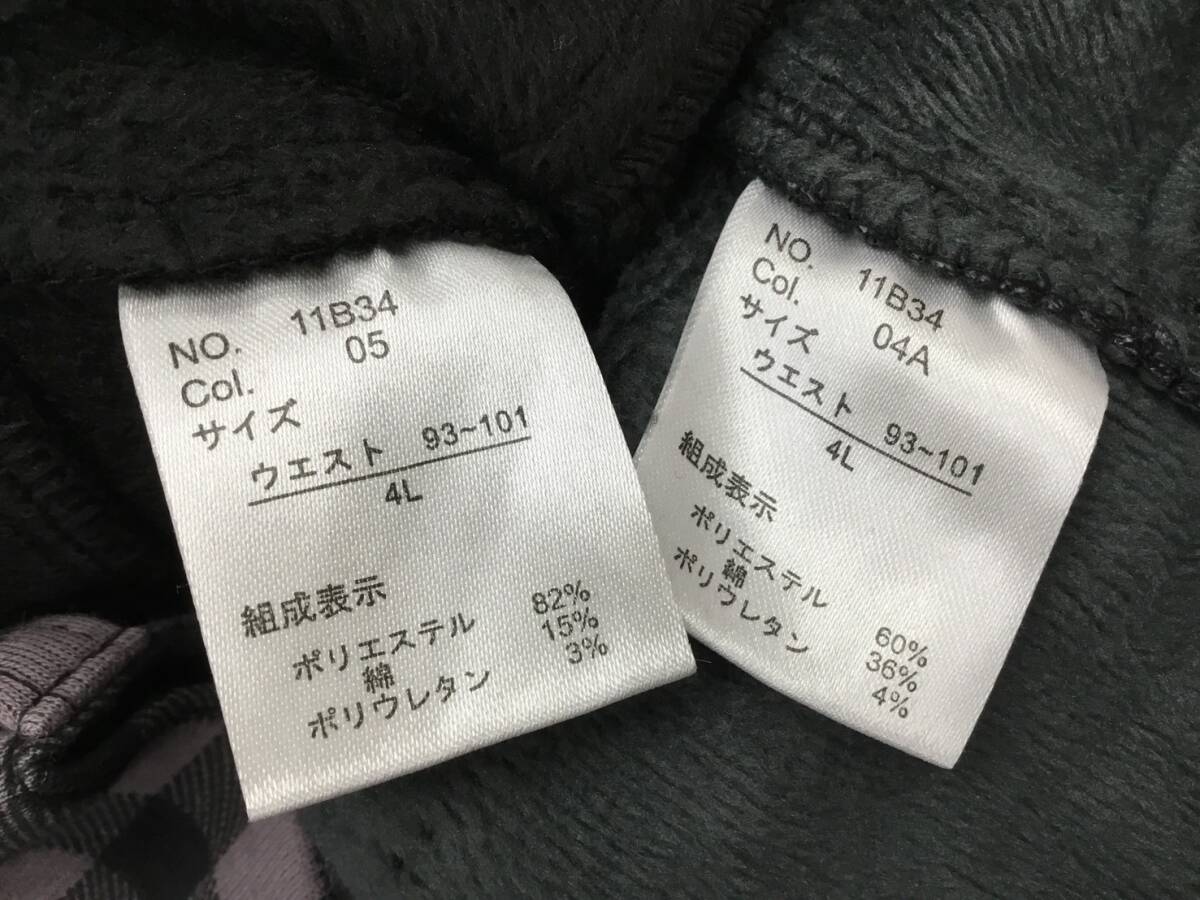 NO. 11B34
Col. 05
サイズ
ウエスト 93~101
4L
組成表示
ポリエステル 82%
綿 15%
ポリウレタン 3%
NO. 11B34
Col. 04A
サイズ
ウエスト 93~101
4L
組成表示
ポリエステル 60%
綿 36%
ポリウレタン 4%